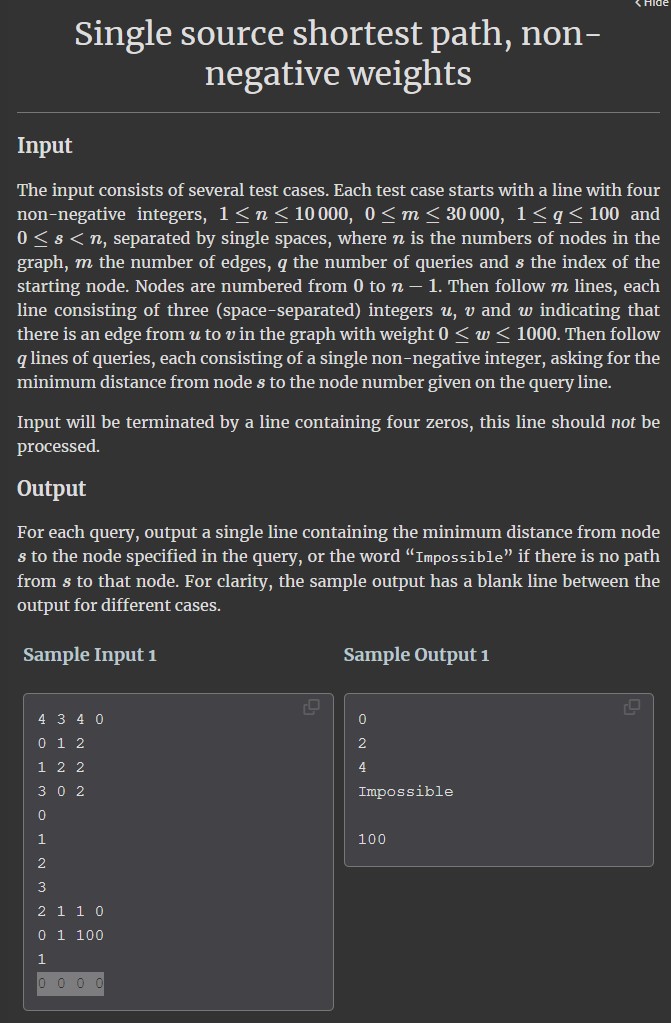 Hide
Single source shortest path, non-
negative weights
Input
The input consists of several test cases. Each test case starts with a line with four
non-negative integers, 1 ≤ n ≤ 10 000, 0 ≤ m ≤ 30 000, 1 ≤ q ≤ 100 and
0 ≤ s < n, separated by single spaces, where n is the numbers of nodes in the
graph, m the number of edges, q the number of queries and s the index of the
starting node. Nodes are numbered from 0 to n − 1. Then follow m lines, each
line consisting of three (space-separated) integers u, v and w indicating that
there is an edge from u to v in the graph with weight 0 ≤ w ≤ 1000. Then follow
q lines of queries, each consisting of a single non-negative integer, asking for the
minimum distance from node s to the node number given on the query line.
Input will be terminated by a line containing four zeros, this line should not be
processed.
Output
For each query, output a single line containing the minimum distance from node
s to the node specified in the query, or the word “Impossible” if there is no path
from s to that node. For clarity, the sample output has a blank line between the
output for different cases.
Sample Input 1
4 3 4 0
0 1 2
1 2 2
3 0 2
0
1
2
3
2 1 1 0
0 1 100
1
0 0 0 0
Sample Output 1
0
2
4
Impossible
100